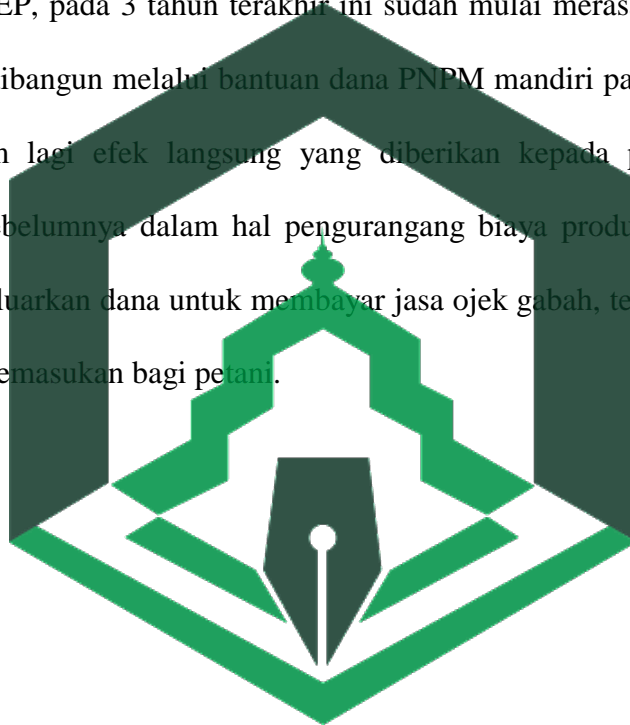 EP, pada 3 tahun terakhir ini sudah mulai meras
ibangun melalui bantuan dana PNPM mandiri pa
n lagi efek langsung yang diberikan kepada p
ebelumnya dalam hal pengurangang biaya produ
luarkan dana untuk membayar jasa ojek gabah, te
emasukan bagi petani.